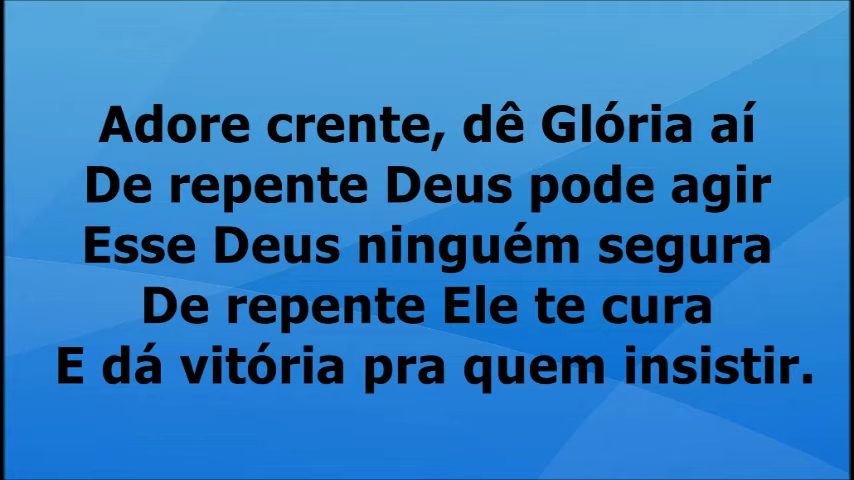 Adore crente, dê Glória aí
De repente Deus pode agir
Esse Deus ninguém segura
De repente Ele te cura
E dá vitória pra quem insistir.